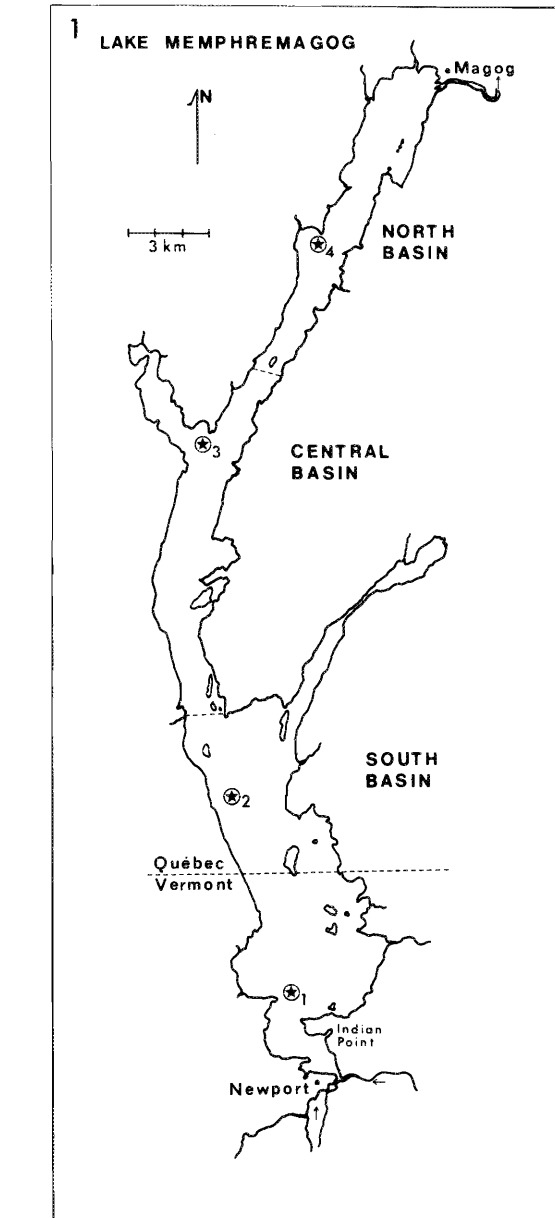 1
LAKE MEMPHREMAGOG
Magog
N
3 km
NORTH
BASIN
4
3
CENTRAL
BASIN
SOUTH
BASIN
2
Québec
Vermont
1
Indian
Point
Newport